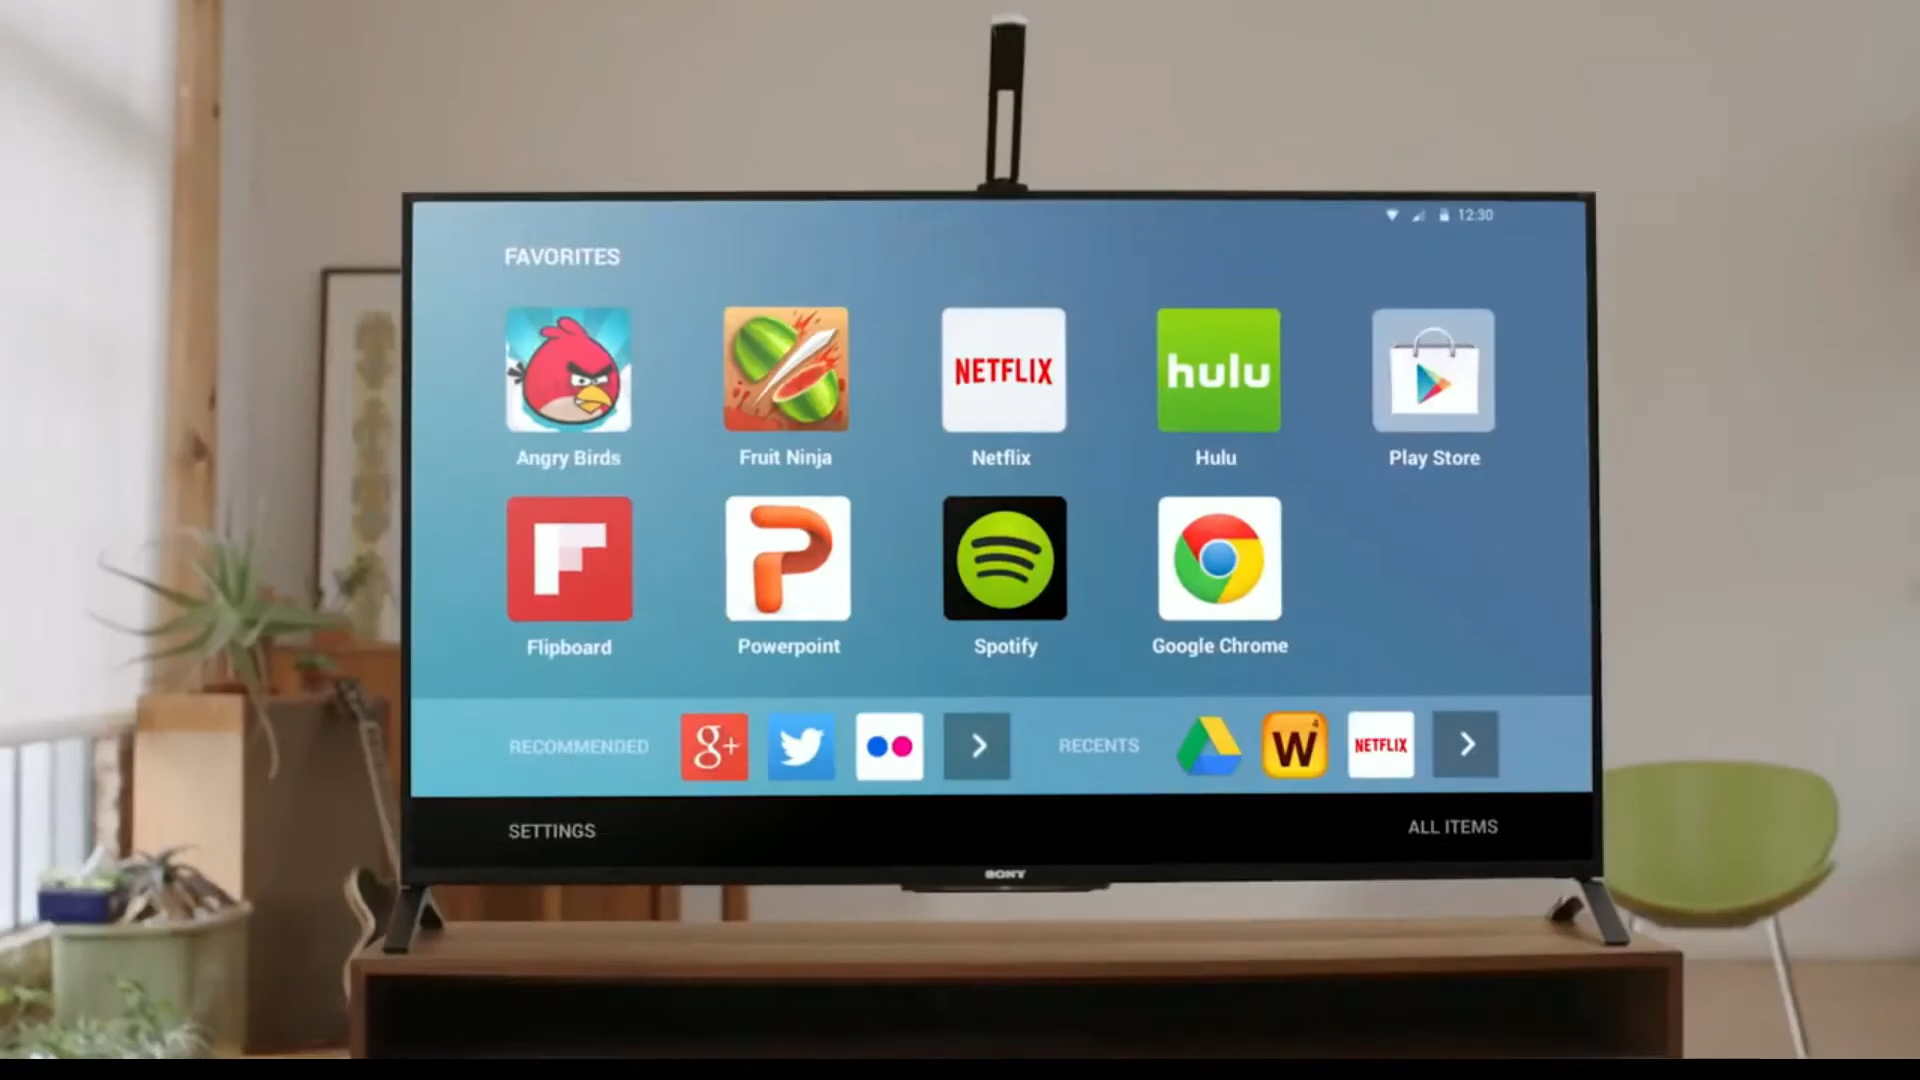 12:30
FAVORITES
NETFLIX
hulu
Angry Birds
Fruit Ninja
Netflix
Hulu
Play Store
Flipboard
Powerpoint
Spotify
Google Chrome
RECOMMENDED
g+
RECENTS
W
4
NETFLIX
SETTINGS
ALL ITEMS
SONY